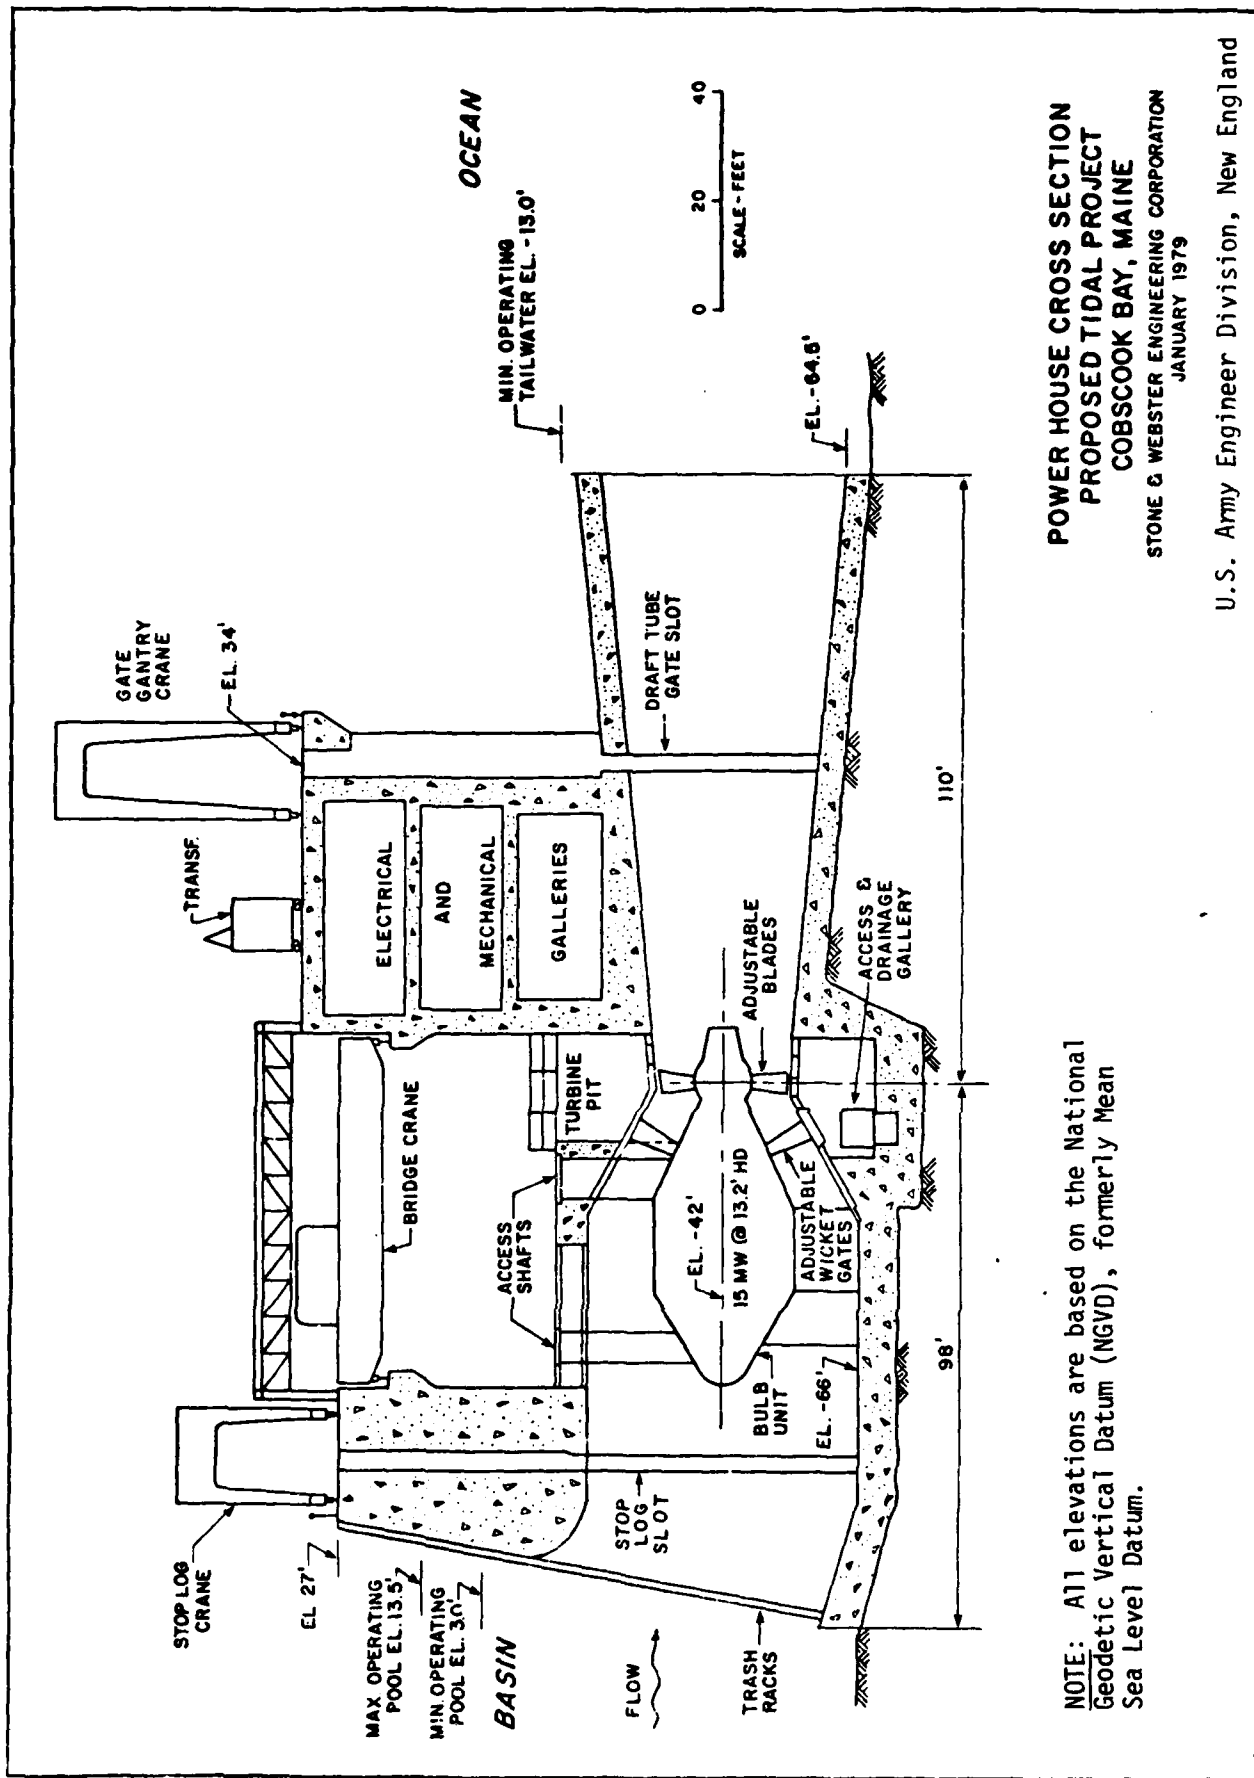 GATE
GANTRY
CRANE
EL. 34'
TRANSF.
STOP LOG
CRANE
EL 27'
MAX OPERATING
POOL EL. 13.5'
MIN. OPERATING
POOL EL. 3.0'
BASIN
FLOW
TRASH
RACKS
STOP
LOG
SLOT
BRIDGE CRANE
ACCESS
SHAFTS
TURBINE
PIT
ELECTRICAL
AND
MECHANICAL
GALLERIES
DRAFT TUBE
GATE SLOT
OCEAN
MIN. OPERATING
TAILWATER EL. -13.0'
EL. -42'
15 MW @ 13.2' HD
BULB
UNIT
EL. -66'
ADJUSTABLE
WICKET
GATES
ADJUSTABLE
BLADES
ACCESS &
DRAINAGE
GALLERY
EL. -64.5'
0 20 40
SCALE - FEET
98'
110'
POWER HOUSE CROSS SECTION
PROPOSED TIDAL PROJECT
COBSCOOK BAY, MAINE
STONE & WEBSTER ENGINEERING CORPORATION
JANUARY 1979
NOTE: All elevations are based on the National
Geodetic Vertical Datum (NGVD), formerly Mean
Sea Level Datum.
U.S. Army Engineer Division, New England